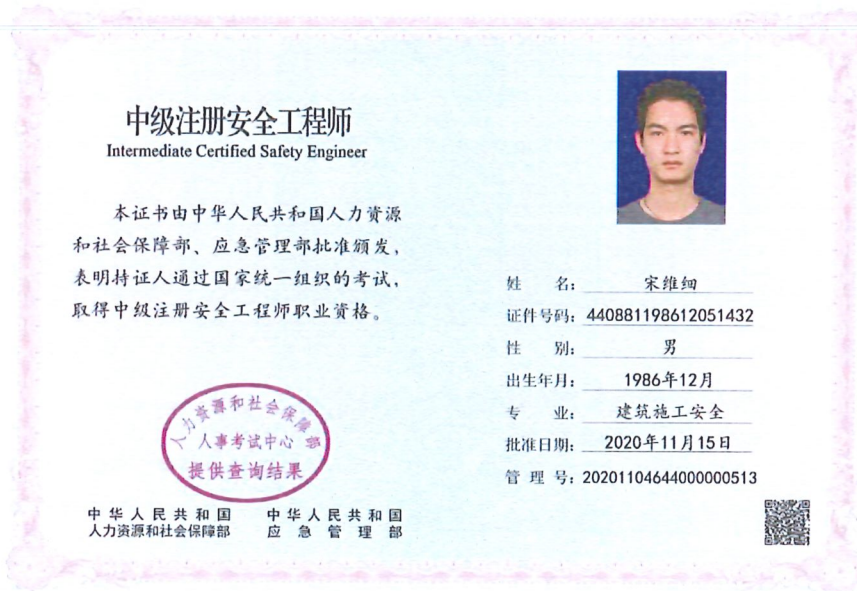 中级注册安全工程师
Intermediate Certified Safety Engineer
本证书由中华人民共和国人力资源
和社会保障部、应急管理部批准颁发，
表明持证人通过国家统一组织的考试，
取得中级注册安全工程师职业资格。
姓 名： 宋维细
证件号码： 440881198612051432
性 别： 男
出生年月： 1986年12月
专 业： 建筑施工安全
批准日期： 2020年11月15日
管 理 号： 20201104644000000513
人力资源和社会保障部
人事考试中心
提供查询结果
中华人民共和国
人力资源和社会保障部
中华人民共和国
应急管理部